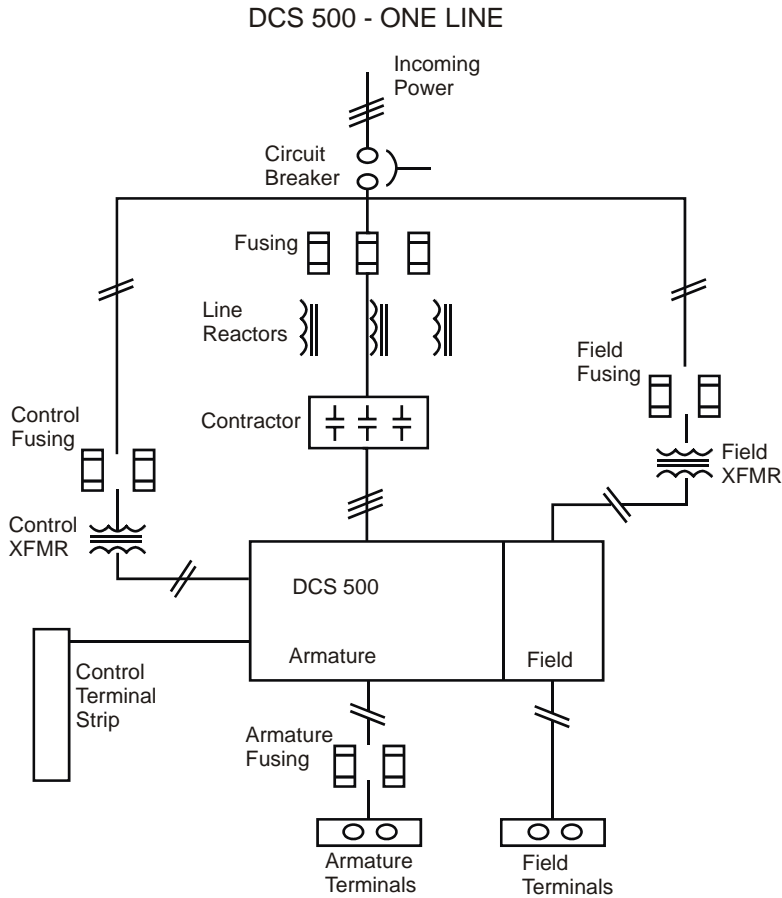 DCS 500 - ONE LINE
Incoming
Power
Circuit
Breaker
Fusing
Line
Reactors
Field
Fusing
Contractor
Control
Fusing
Field
XFMR
Control
XFMR
DCS 500
Armature
Field
Control
Terminal
Strip
Armature
Fusing
Armature
Terminals
Field
Terminals